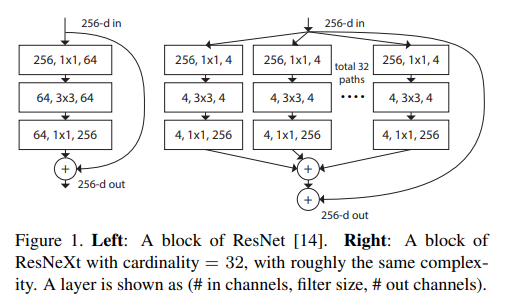 256-d in
256, 1x1, 64
64, 3x3, 64
64, 1x1, 256
+
256-d out
256-d in
256, 1x1, 4
256, 1x1, 4
total 32
paths
....
256, 1x1, 4
4, 3x3, 4
4, 3x3, 4
4, 3x3, 4
4, 1x1, 256
4, 1x1, 256
4, 1x1, 256
+
+
256-d out
Figure 1. Left: A block of ResNet [14]. Right: A block of
ResNeXt with cardinality = 32, with roughly the same complex-
ity. A layer is shown as (# in channels, filter size, # out channels).